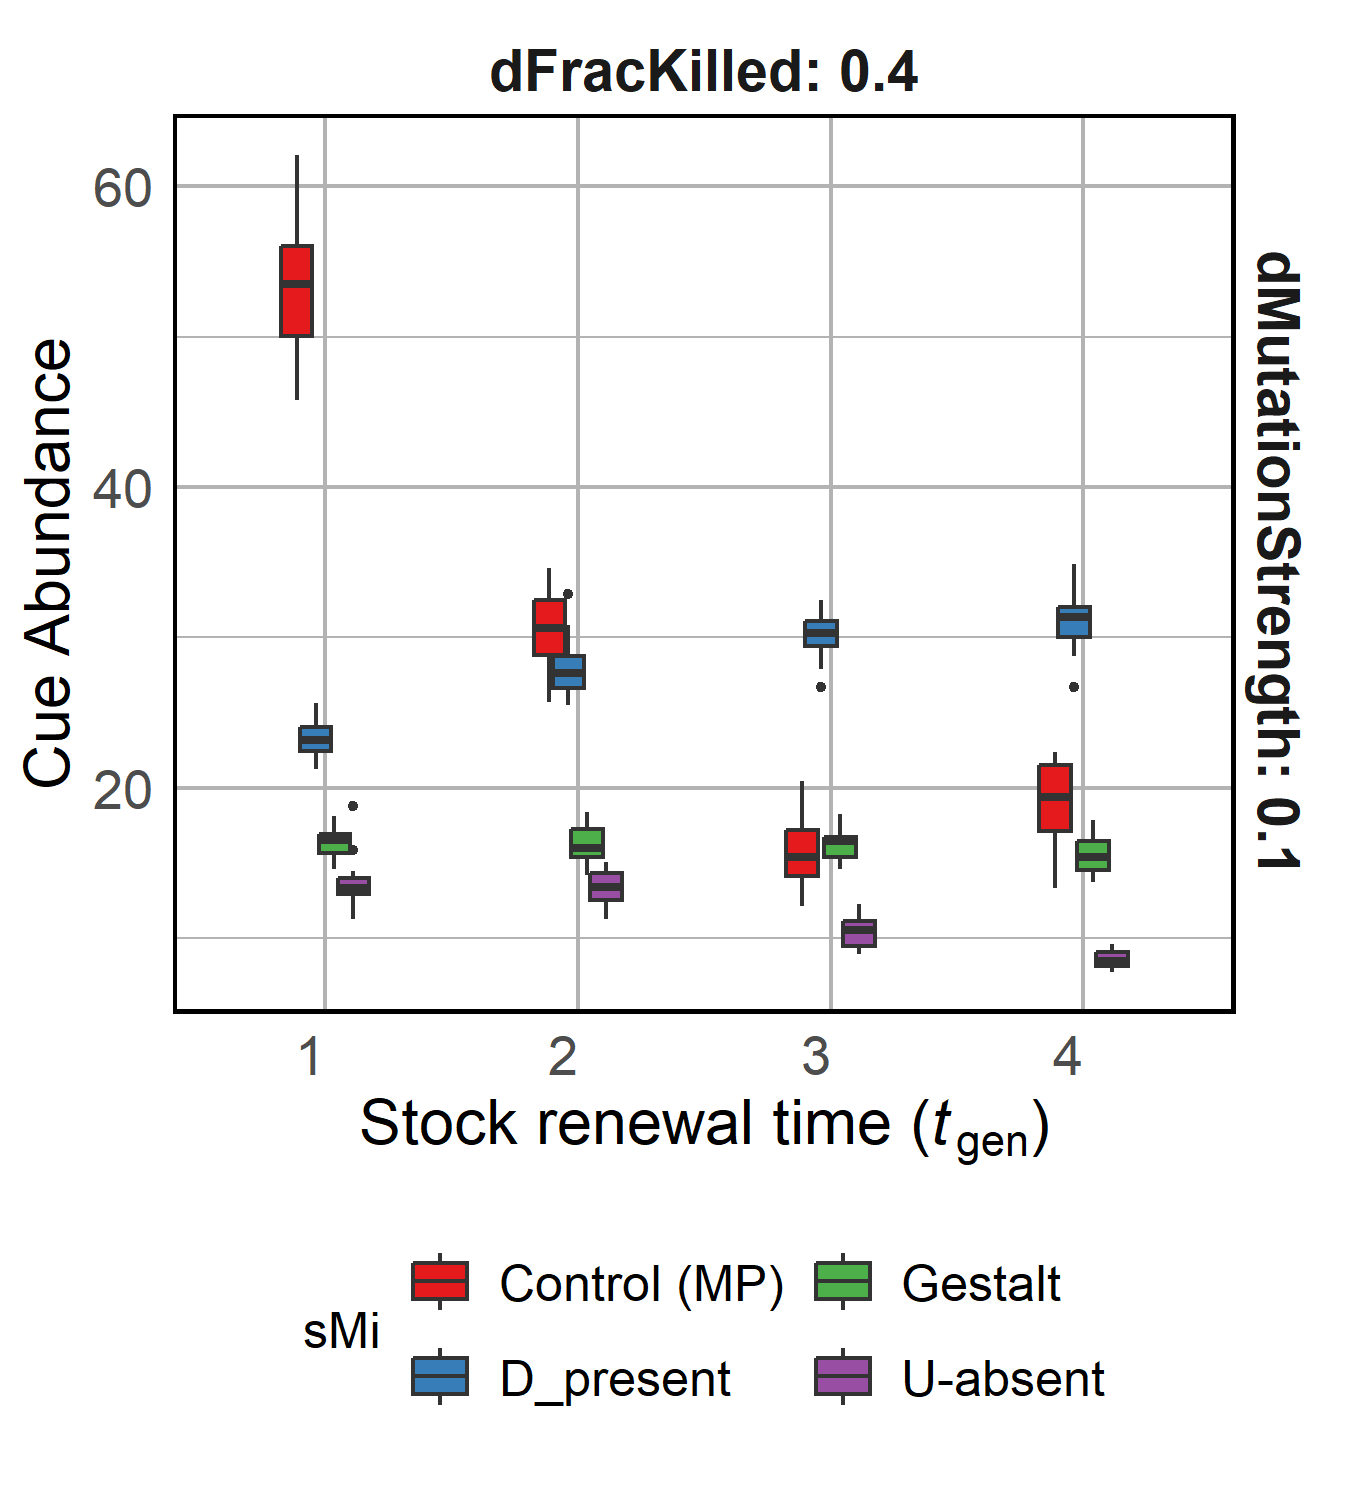 dFracKilled: 0.4
60
40
20
Cue Abundance
dMutationStrength: 0.1
1 2 3 4
Stock renewal time (t gen)
sMi
Control (MP) Gestalt
D_present U-absent